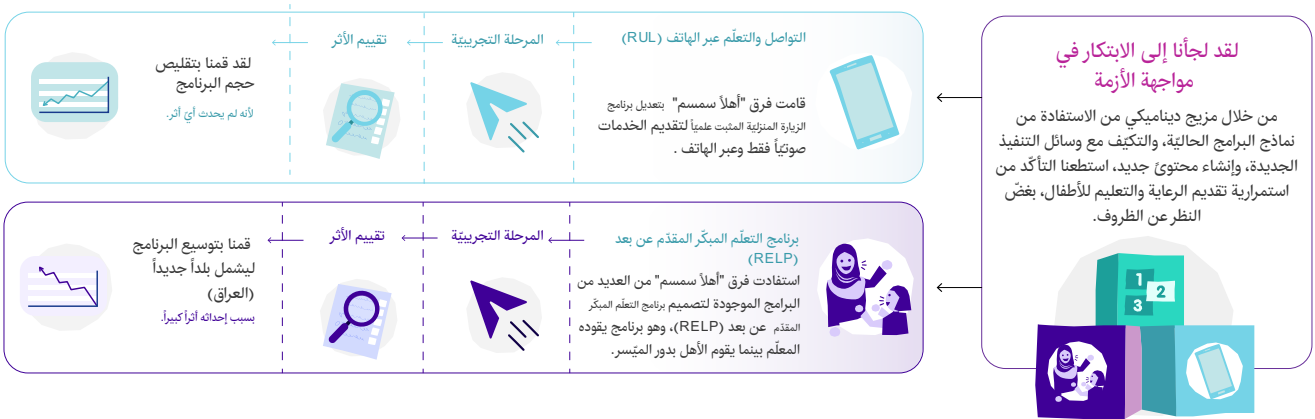 لقد لجأنا إلى الابتكار في
مواجهة الأزمة
من خلال مزيج ديناميكي من الاستفادة من
نماذج البرامج الحاليّة، والتكيّف مع وسائل التنفيذ
الجديدة، وإنشاء محتوىً جديد، استطعنا التأكّد من
استمرارية تقديم الرعاية والتعليم للأطفال، بغضّ
النظر عن الظروف.
1
2
3
التواصل والتعلّم عبر الهاتف (RUL)
قامت فرق "أهلاً سمسم" بتعديل برنامج
الزيارة المنزليّة المثبت علميّاً لتقديم الخدمات
صوتيّاً فقط وعبر الهاتف .
المرحلة التجريبيّة
تقييم الأثر
لقد قمنا بتقليص
حجم البرنامج
لأنه لم يحدث أيّ أثر.
برنامج التعلّم المبكّر المقدّم عن بعد
(RELP)
استفادت فرق "أهلاً سمسم" من العديد من
البرامج الموجودة لتصميم برنامج التعلّم المبكّر
المقدّم عن بعد (RELP)، وهو برنامج يقوده
المعلّم بينما يقوم الأهل بدور الميّسر.
المرحلة التجريبيّة
تقييم الأثر
قمنا بتوسيع البرنامج
ليشمل بلداً جديداً
(العراق)
بسبب إحداثه أثراً كبيراً.